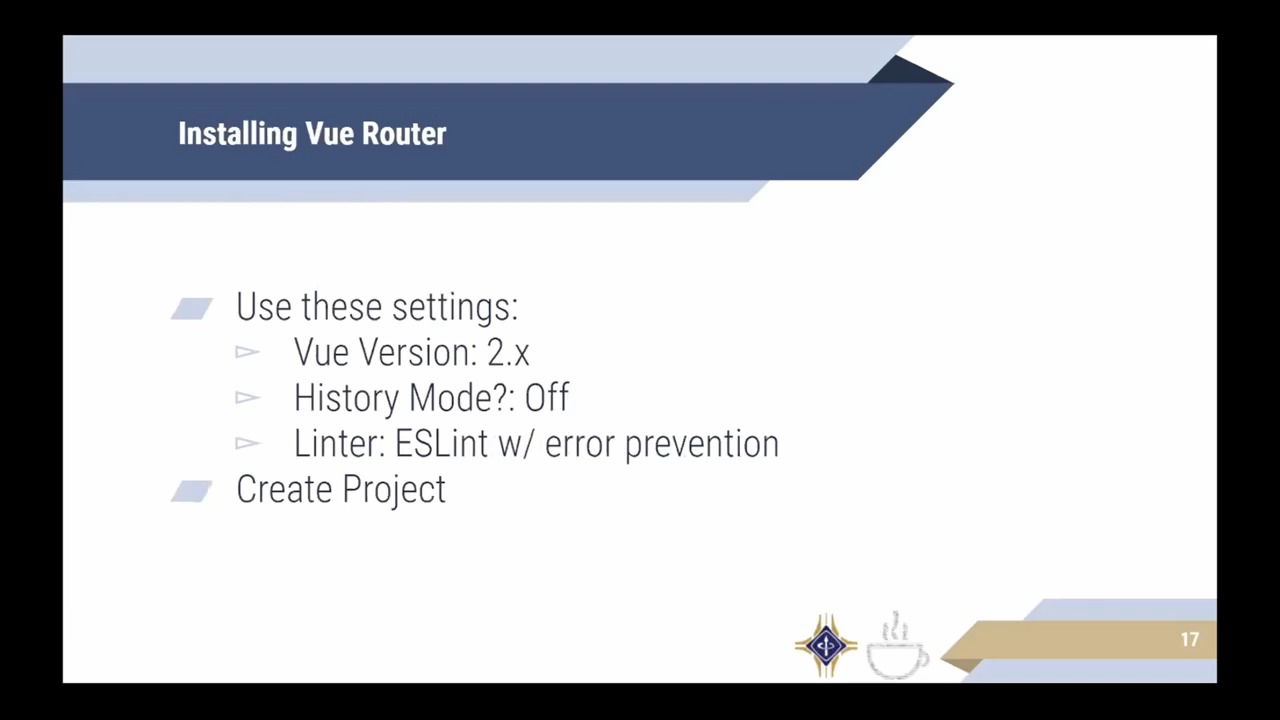 Installing Vue Router
Use these settings:
Vue Version: 2.x
History Mode?: Off
Linter: ESLint w/ error prevention
Create Project
17